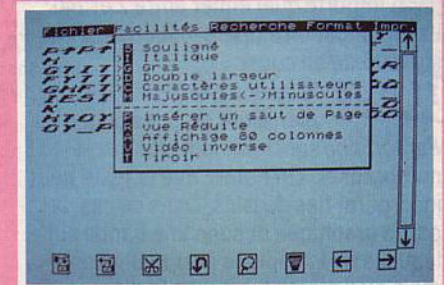 Fichier Facilités Recherche Format Impr.
S Souligné
I Italique
G Gras
D Double largeur
C Caractères utilisateurs
M Majuscules<->Minuscules
P insérer un saut de Page
R vue Réduite
A Affichage 80 colonnes
V Vidéo inverse
T Tiroir